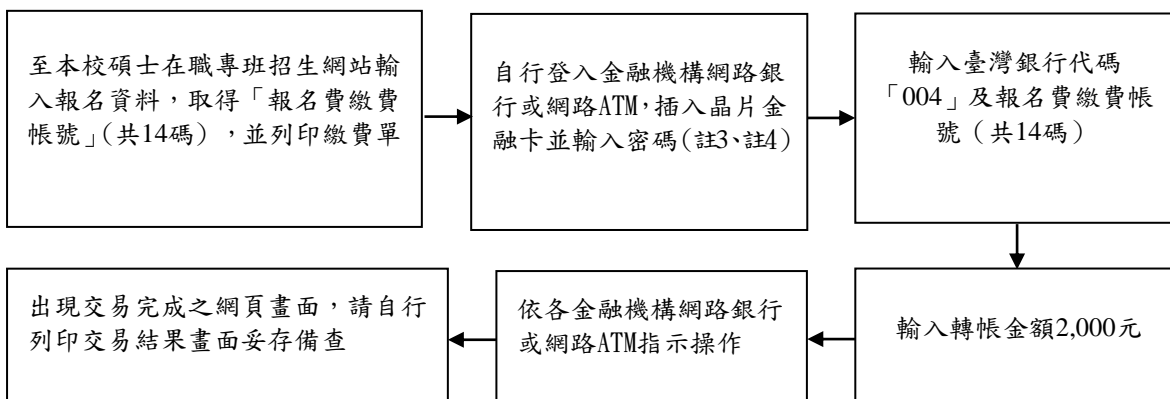 至本校碩士在職專班招生網站輸
入報名資料，取得「報名費繳費
帳號」（共14碼），並列印繳費單
自行登入金融機構網路銀
行或網路ATM，插入晶片金
融卡並輸入密碼（註3、註4）
輸入臺灣銀行代碼
「004」及報名費繳費帳
號（共14碼）
輸入轉帳金額2,000元
依各金融機構網路銀行
或網路ATM指示操作
出現交易完成之網頁畫面，請自行
列印交易結果畫面妥存備查